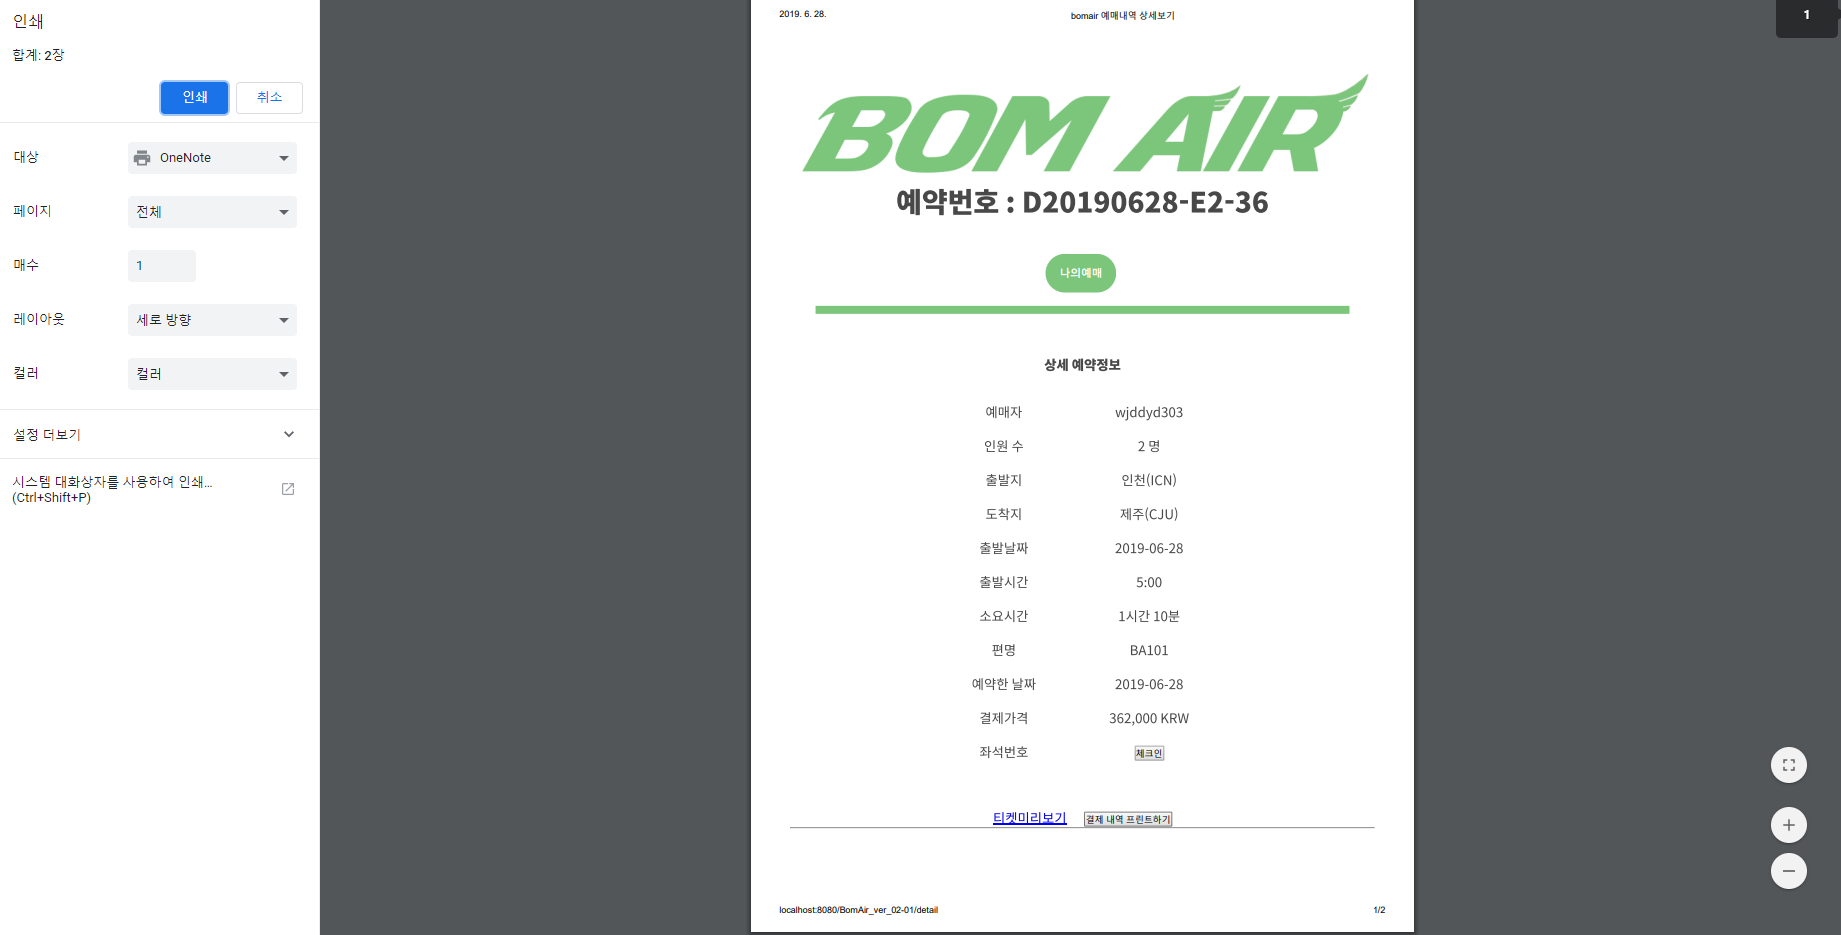 인쇄
합계: 2장
인쇄
취소
대상
OneNote
페이지
전체
매수
1
레이아웃
세로 방향
컬러
컬러
설정 더보기
시스템 대화상자를 사용하여 인쇄...
(Ctrl+Shift+P)
2019. 6. 28.
bomair 예매내역 상세보기
BOM AIR
예약번호 : D20190628-E2-36
나의예매
상세 예약정보
예매자 wjddyd303
인원 수 2 명
출발지 인천(ICN)
도착지 제주(CJU)
출발날짜 2019-06-28
출발시간 5:00
소요시간 1시간 10분
편명 BA101
예약한 날짜 2019-06-28
결제가격 362,000 KRW
좌석번호 체크인
티켓미리보기 결제 내역 프린트하기
localhost:8080/BomAir_ver_02-01/detail
1/2
1